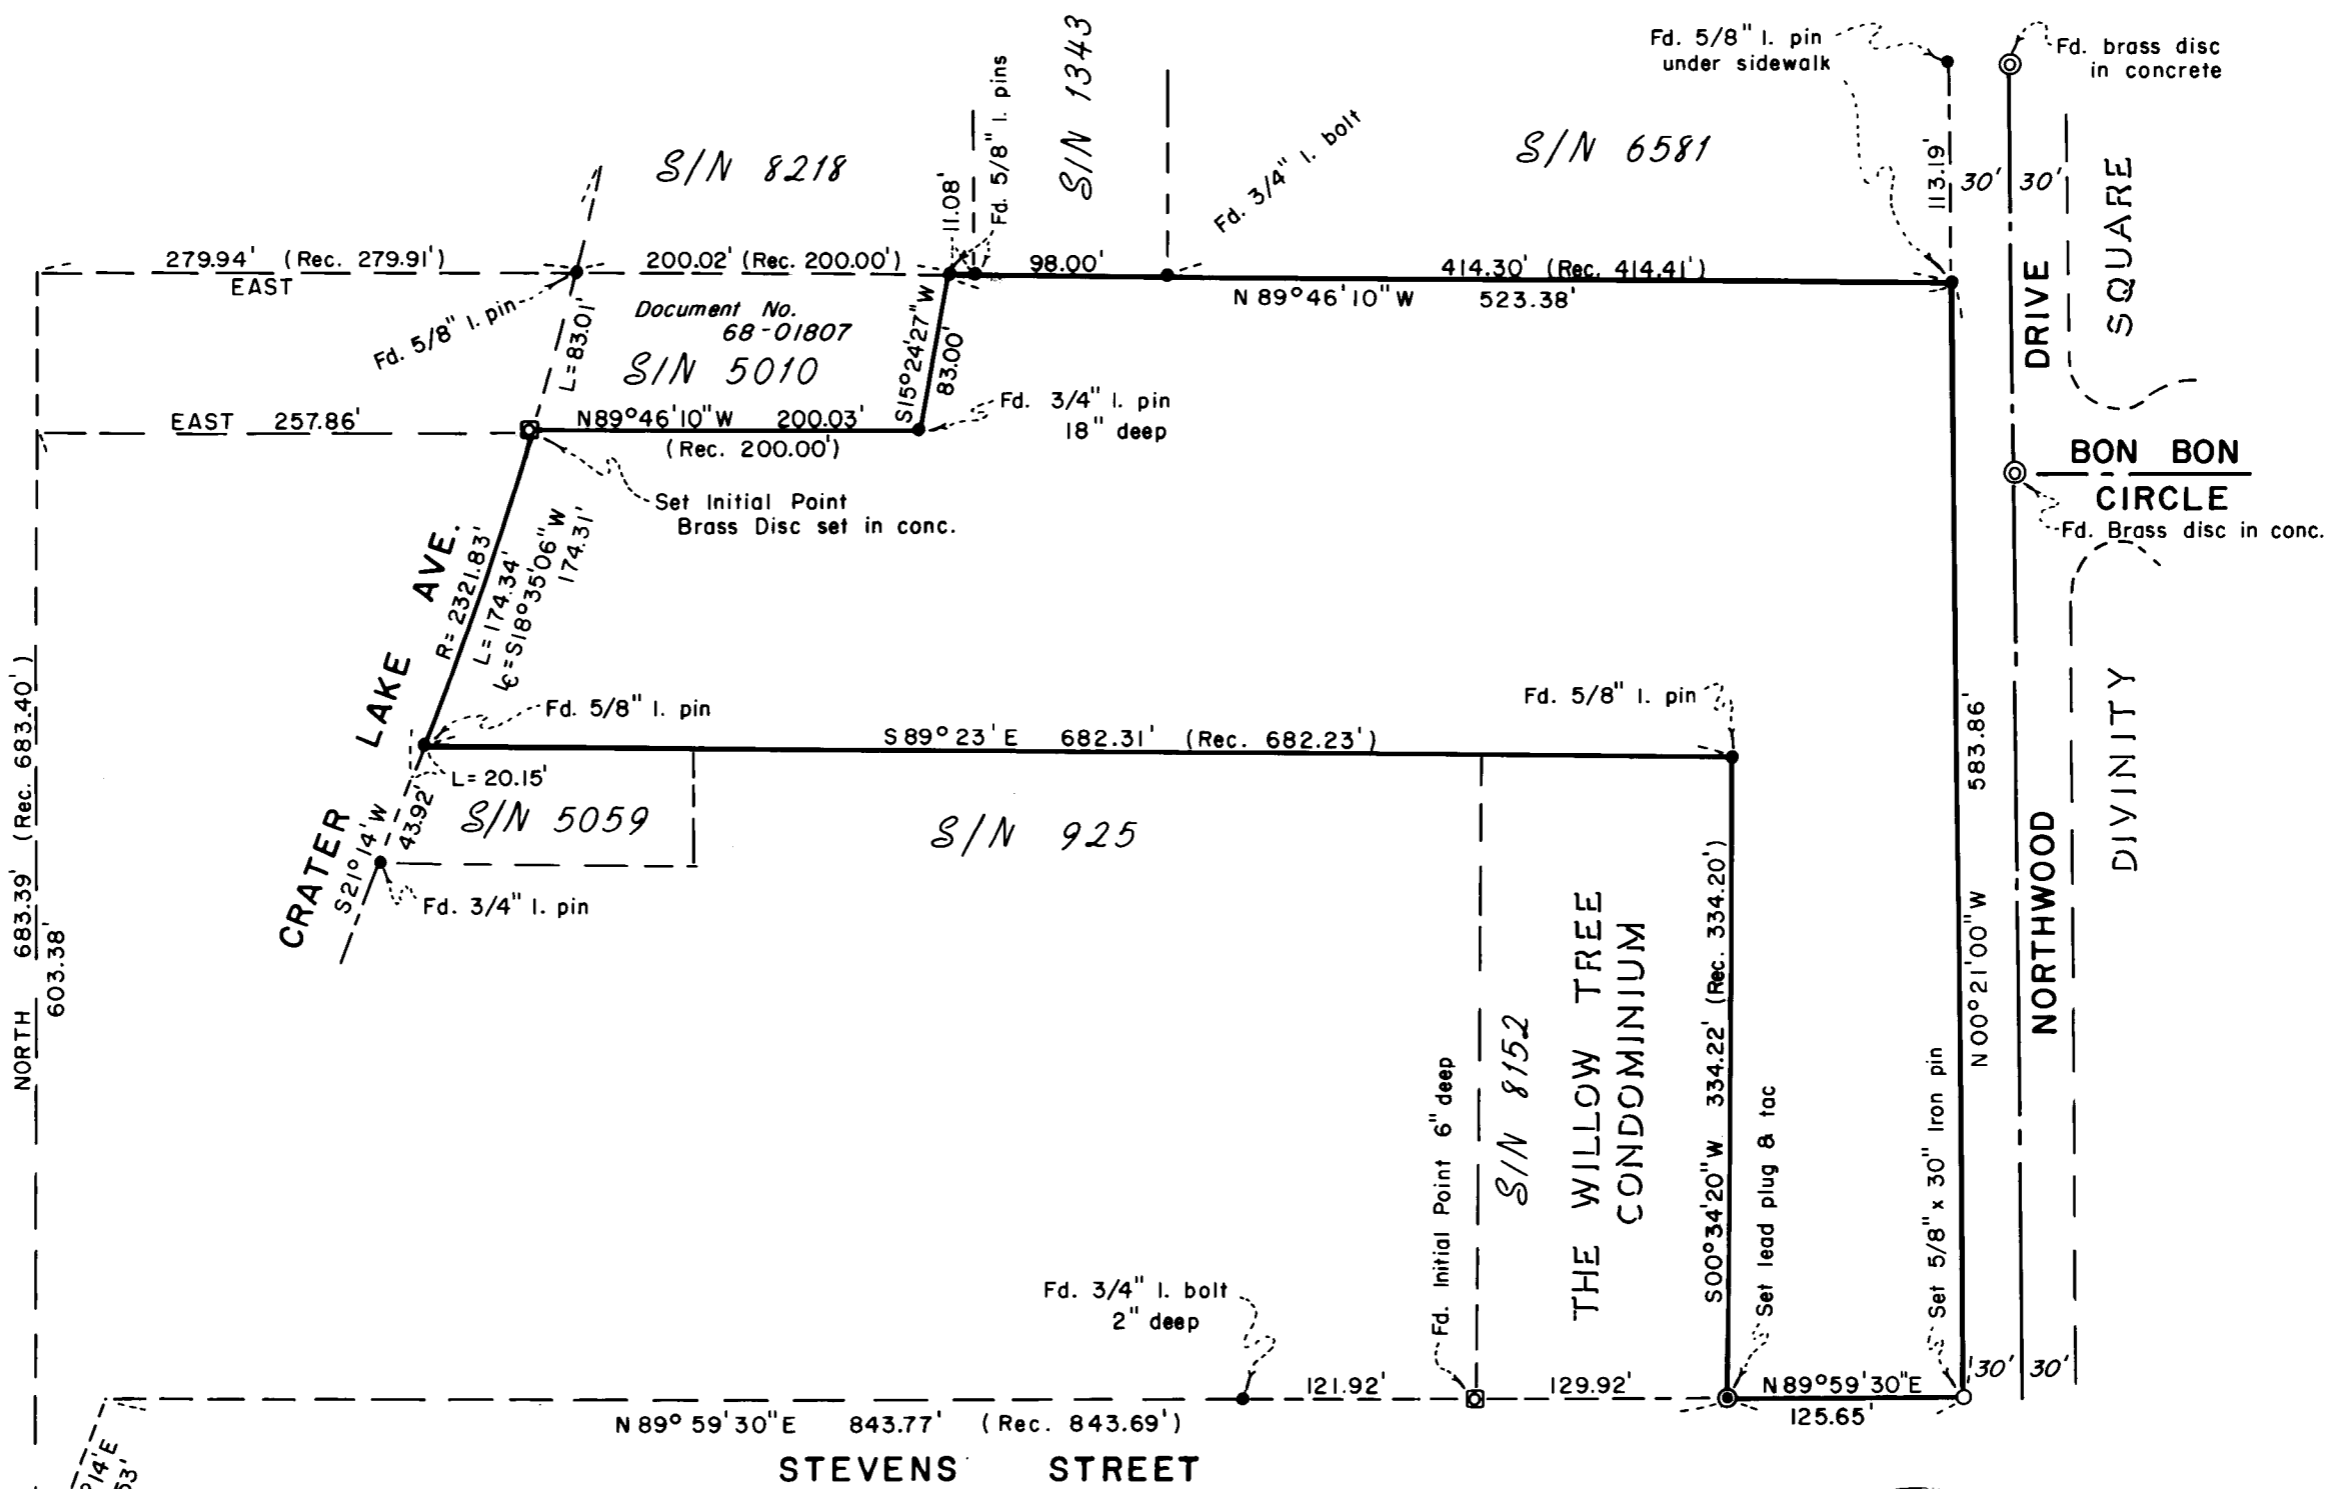 Fd. 5/8" I. pin
under sidewalk
Fd. brass disc
in concrete
S/N 8218
11.08'
Fd. 5/8" I. pins
S/N 1343
Fd. 3/4" I. bolt
S/N 6581
113.19'
30' 30'
SQUARE
279.94' (Rec. 279.91')
EAST
200.02' (Rec. 200.00')
98.00'
414.30' (Rec. 414.41')
N 89°46'10" W 523.38'
Fd. 5/8" I. pin
L=83.01'
Document No.
68-01807
S/N 5010
S15°24'27"W
83.00'
DRIVE
EAST 257.86'
N89°46'10"W 200.03'
(Rec. 200.00')
Fd. 3/4" I. pin
18" deep
BON BON
CIRCLE
Fd. Brass disc in conc.
Set Initial Point
Brass Disc set in conc.
CRATER LAKE AVE.
R=2321.83'
L=174.34'
LC=S18°35'06"W
174.31'
Fd. 5/8" I. pin
Fd. 5/8" I. pin
S89°23'E 682.31' (Rec. 682.23')
L=20.15'
S21°14'W
43.92'
S/N 5059
S/N 925
Fd. 3/4" I. pin
NORTH 683.39' (Rec. 683.40')
603.38'
583.86'
N00°21'00"W
DIVINITY
NORTHWOOD
Fd. Initial Point 6" deep
S/N 8152
THE WILLOW TREE
CONDOMINIUM
S00°34'20"W 334.22' (Rec. 334.20')
Set lead plug & tac
Set 5/8" x 30" Iron pin
Fd. 3/4" I. bolt
2" deep
121.92'
129.92'
N89°59'30"E
125.65'
30' 30'
N89°59'30"E 843.77' (Rec. 843.69')
STEVENS STREET
14'E
53'